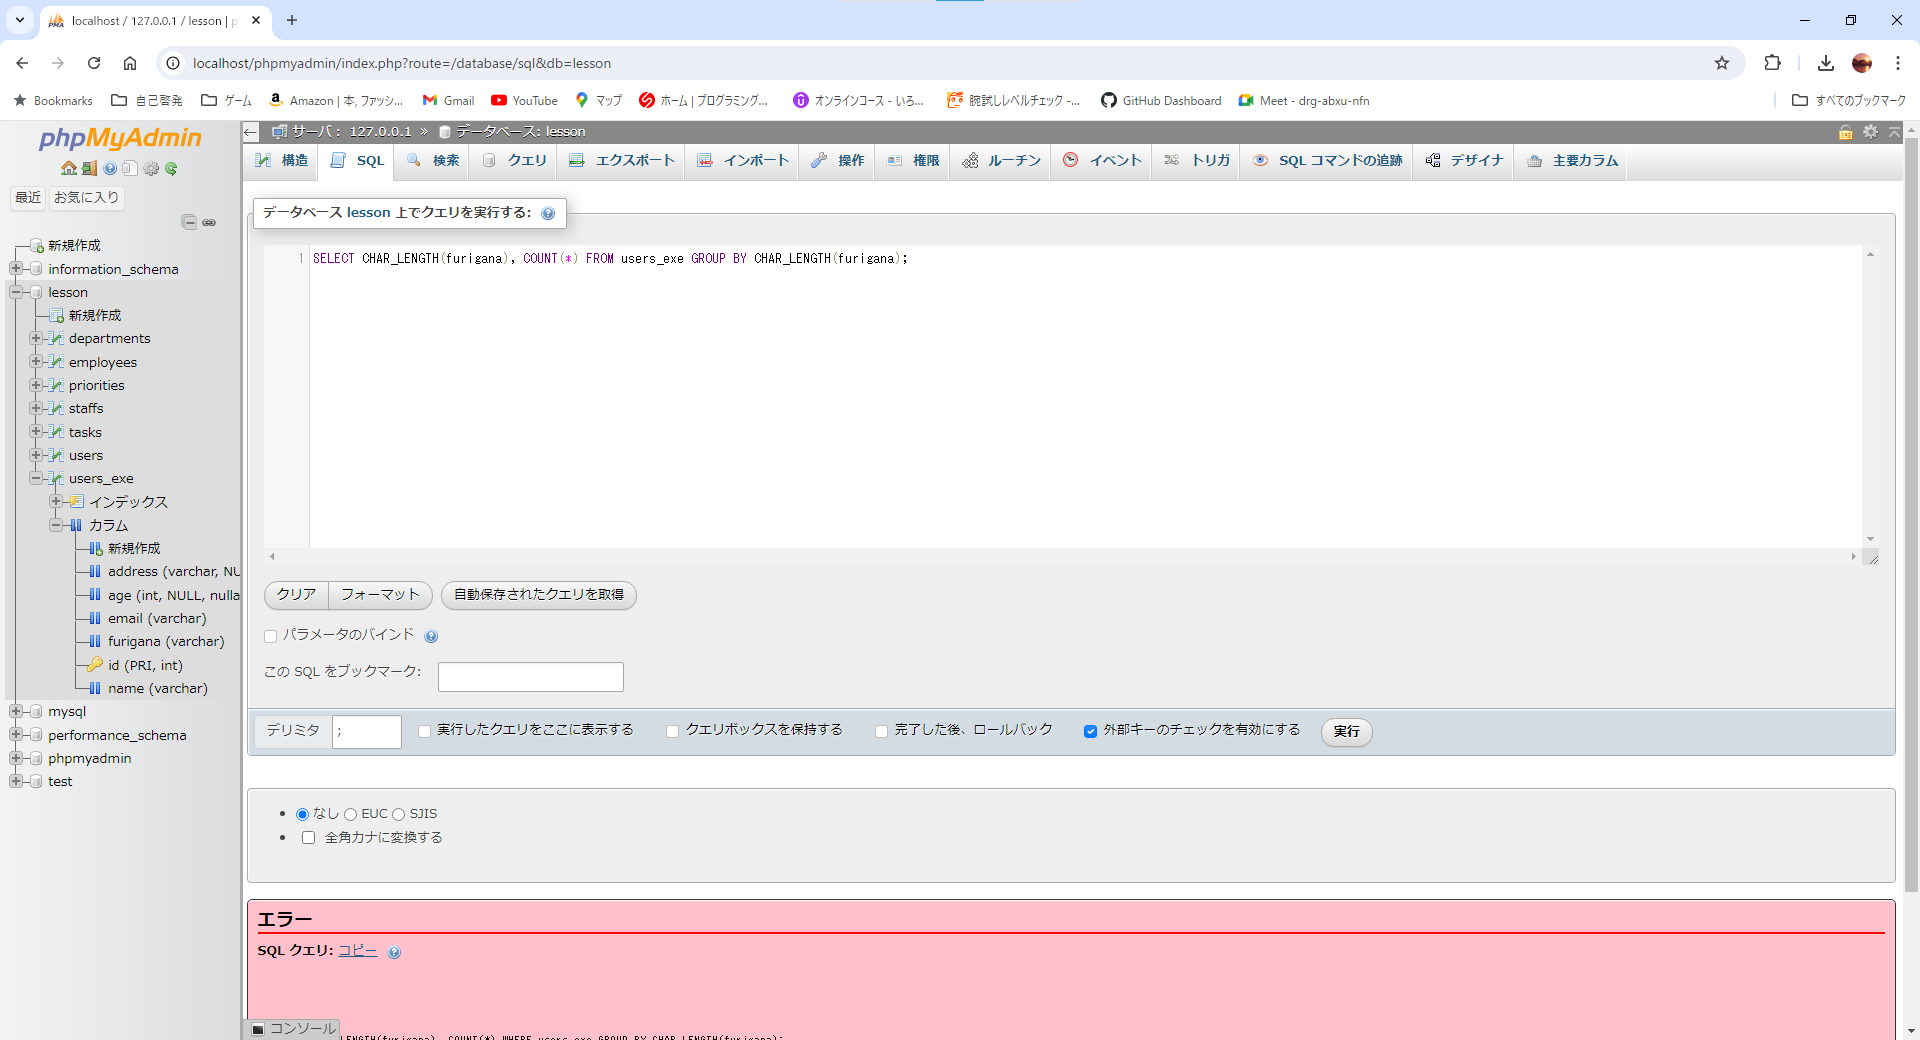 localhost / 127.0.0.1 / lesson | p
localhost/phpmyadmin/index.php?route=/database/sql&db=lesson
Bookmarks 自己啓発 ゲーム Amazon | 本, ファッシ... Gmail YouTube マップ ホーム | プログラミング... オンラインコース - いろ... 腕試しレベルチェック -... GitHub Dashboard Meet - drg-abxu-nfn すべてのブックマーク
phpMyAdmin
最近 お気に入り
新規作成
information_schema
lesson
新規作成
departments
employees
priorities
staffs
tasks
users
users_exe
インデックス
カラム
新規作成
address (varchar, NU
age (int, NULL, nulla
email (varchar)
furigana (varchar)
id (PRI, int)
name (varchar)
mysql
performance_schema
phpmyadmin
test
サーバ: 127.0.0.1 » データベース: lesson
構造 SQL 検索 クエリ エクスポート インポート 操作 権限 ルーチン イベント トリガ SQL コマンドの追跡 デザイナ 主要カラム
データベース lesson 上でクエリを実行する:
1 SELECT CHAR_LENGTH(furigana), COUNT(*) FROM users_exe GROUP BY CHAR_LENGTH(furigana);
クリア フォーマット 自動保存されたクエリを取得
パラメータのバインド
この SQL をブックマーク:
デリミタ ; 実行したクエリをここに表示する クエリボックスを保持する 完了した後、ロールバック 外部キーのチェックを有効にする 実行
なし EUC SJIS
全角カナに変換する
エラー
SQL クエリ: コピー
コンソール
LENGTH(furigana), COUNT(*) WHERE users_exe GROUP BY CHAR_LENGTH(furigana);